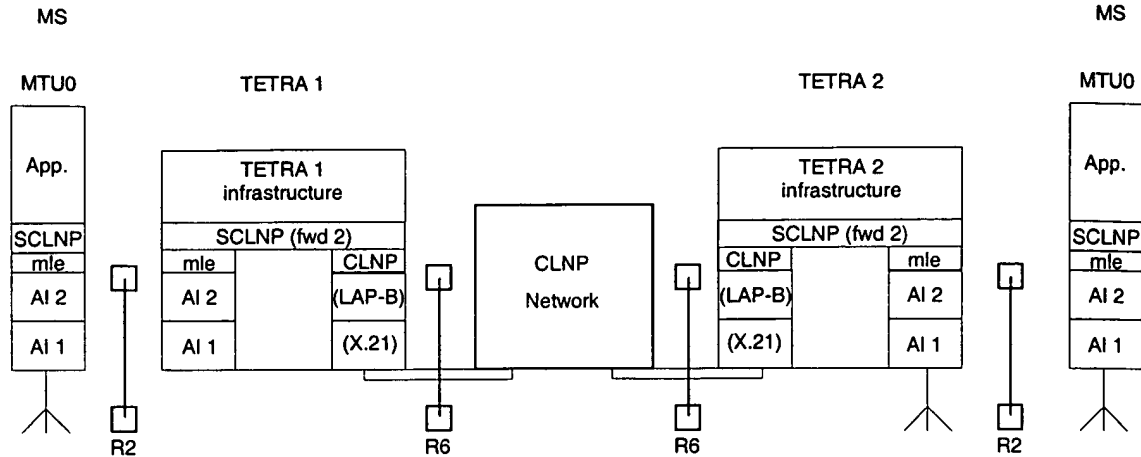 MS
MS
MTU0
TETRA 1
TETRA 2
MTU0
App.
TETRA 1
infrastructure
TETRA 2
infrastructure
App.
SCLNP
SCLNP (fwd 2)
CLNP
Network
SCLNP (fwd 2)
SCLNP
mle
mle
CLNP
CLNP
mle
mle
AI 2
AI 2
(LAP-B)
(LAP-B)
AI 2
AI 2
AI 1
AI 1
(X.21)
(X.21)
AI 1
AI 1
R2
R6
R6
R2